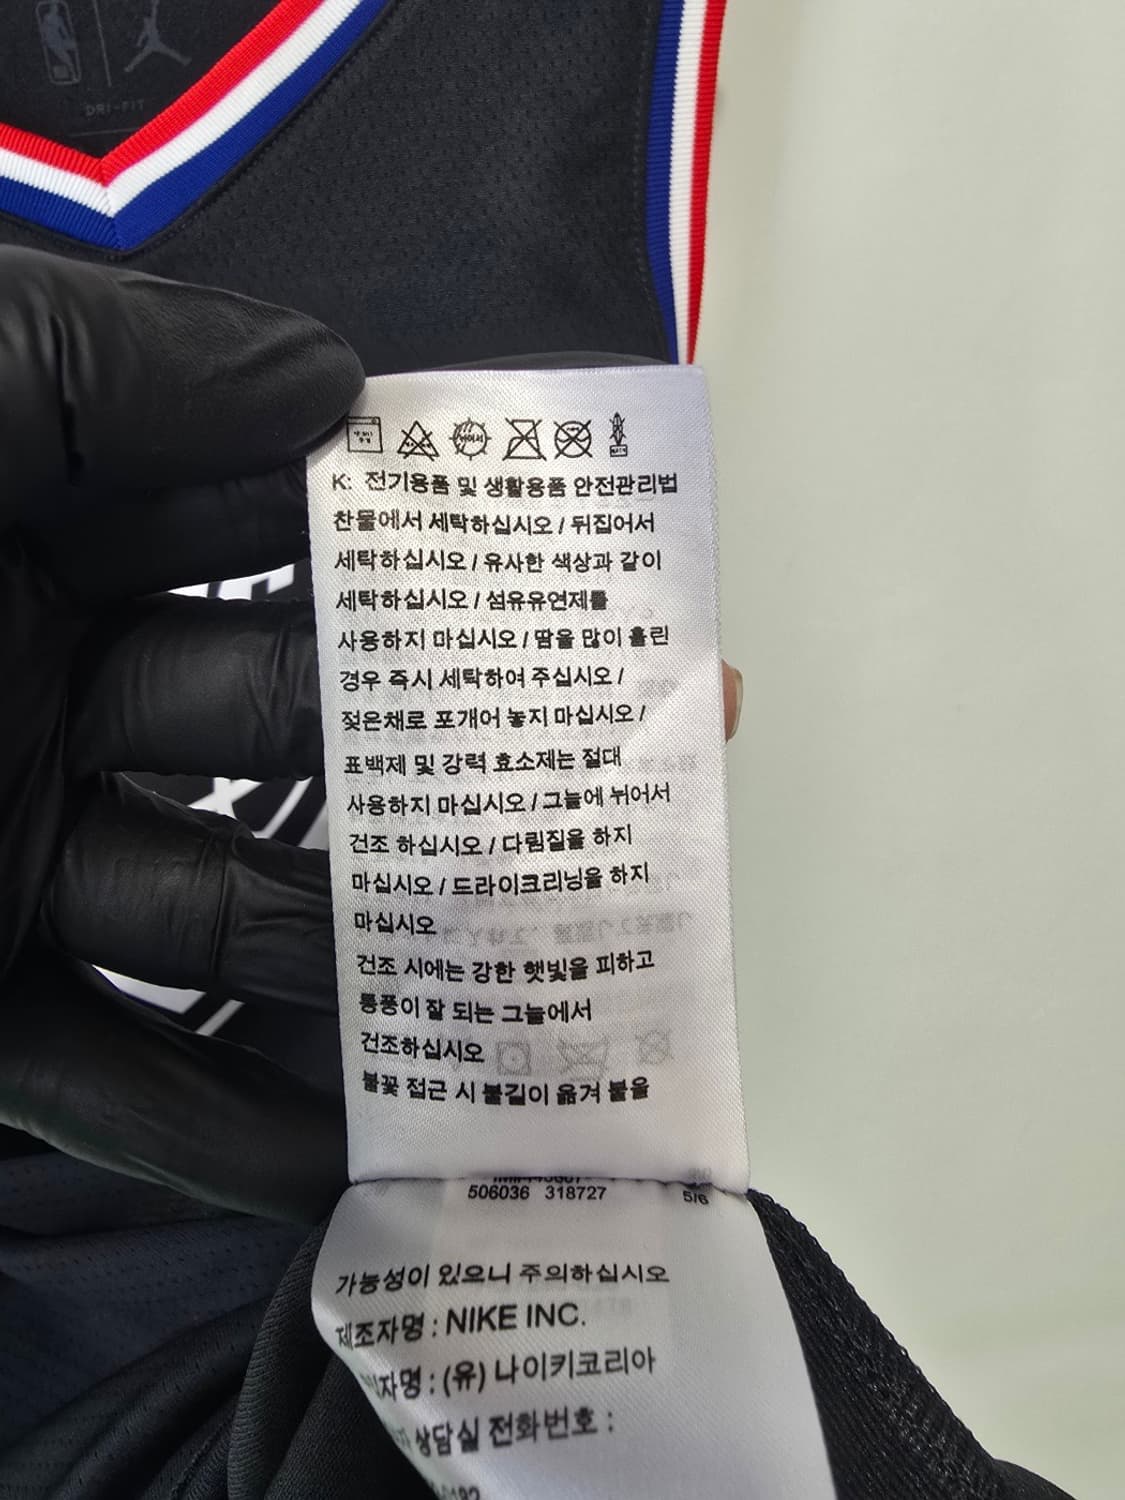 DRI-FIT
K: 전기용품 및 생활용품 안전관리법
찬물에서 세탁하십시오 / 뒤집어서
세탁하십시오 / 유사한 색상과 같이
세탁하십시오 / 섬유유연제를
사용하지 마십시오 / 땀을 많이 흘린
경우 즉시 세탁하여 주십시오 /
젖은채로 포개어 놓지 마십시오 /
표백제 및 강력 효소제는 절대
사용하지 마십시오 / 그늘에 뉘어서
건조 하십시오 / 다림질을 하지
마십시오 / 드라이크리닝을 하지
마십시오
건조 시에는 강한 햇빛을 피하고
통풍이 잘 되는 그늘에서
건조하십시오
불꽃 접근 시 불길이 옮겨 붙을
506036 318727
5/6
가능성이 있으니 주의하십시오
제조자명 : NIKE INC.
자명 : (유) 나이키코리아
상담실 전화번호 :